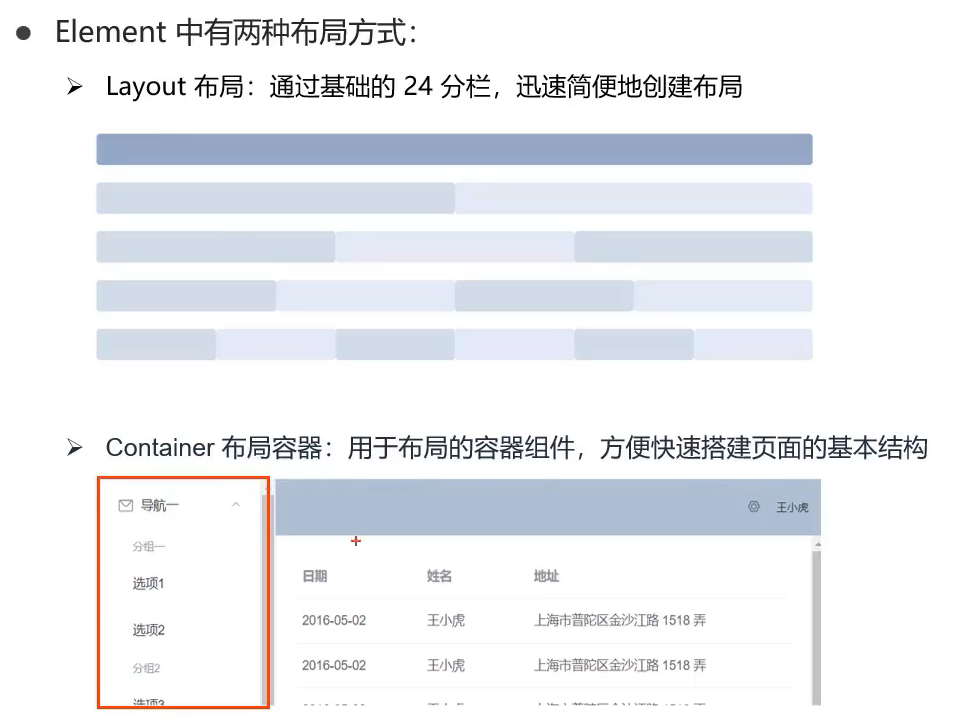 Element 中有两种布局方式：
Layout 布局：通过基础的 24 分栏，迅速简便地创建布局
Container 布局容器：用于布局的容器组件，方便快速搭建页面的基本结构
导航一
分组一
选项1
选项2
分组2
选项3
王小虎
日期 姓名 地址
2016-05-02 王小虎 上海市普陀区金沙江路 1518 弄
2016-05-02 王小虎 上海市普陀区金沙江路 1518 弄